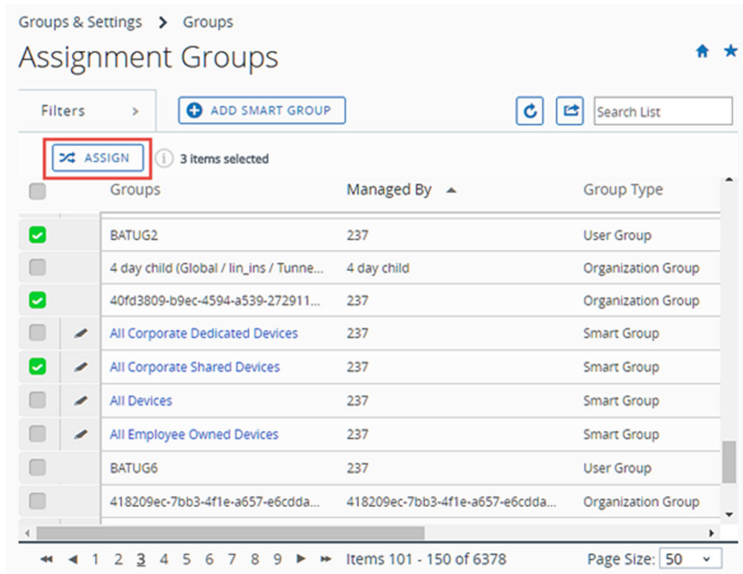 Groups & Settings > Groups
Assignment Groups
Filters > ADD SMART GROUP Search List
ASSIGN i 3 items selected
Groups Managed By Group Type
BATUG2 237 User Group
4 day child (Global / lin_ins / Tunne... 4 day child Organization Group
40fd3809-b9ec-4594-a539-272911... 237 Organization Group
All Corporate Dedicated Devices 237 Smart Group
All Corporate Shared Devices 237 Smart Group
All Devices 237 Smart Group
All Employee Owned Devices 237 Smart Group
BATUG6 237 User Group
418209ec-7bb3-4f1e-a657-e6cdda... 418209ec-7bb3-4f1e-a657-e6cdda... Organization Group
1 2 3 4 5 6 7 8 9 Items 101 - 150 of 6378 Page Size: 50